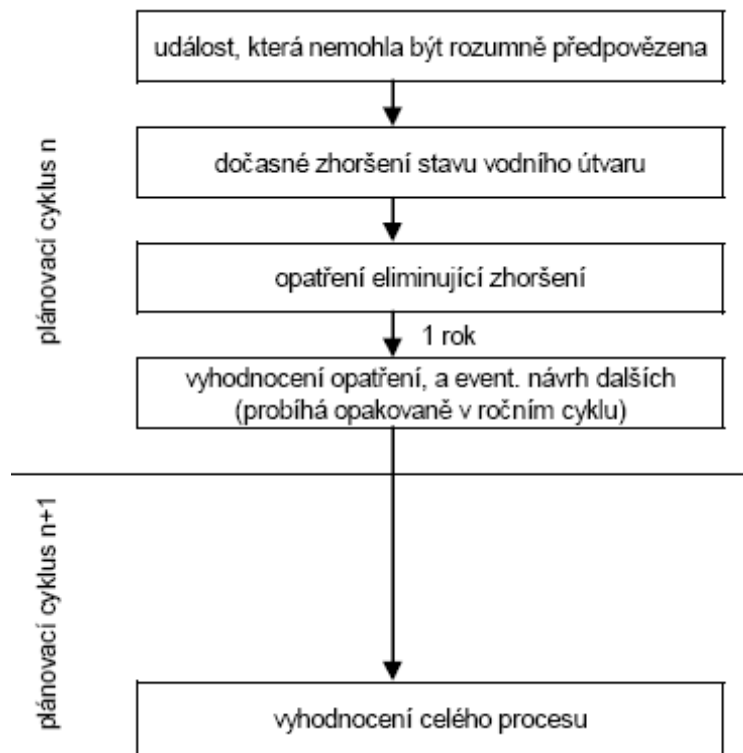 událost, která nemohla být rozumně předpovězena
plánovací cyklus n
dočasné zhoršení stavu vodního útvaru
opatření eliminující zhoršení
1 rok
vyhodnocení opatření, a event. návrh dalších
(probíhá opakovaně v ročním cyklu)
plánovací cyklus n+1
vyhodnocení celého procesu